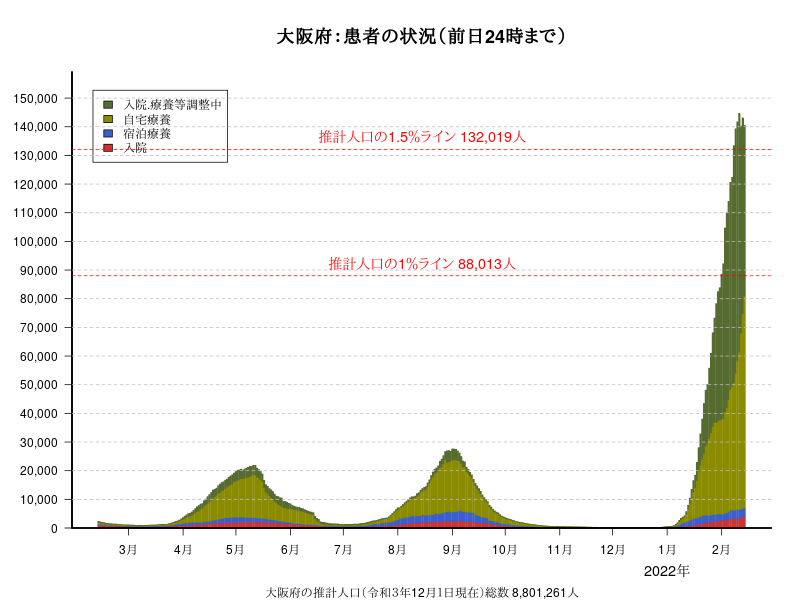 大阪府：患者の状況（前日24時まで）
150,000
140,000
130,000
120,000
110,000
100,000
90,000
80,000
70,000
60,000
50,000
40,000
30,000
20,000
10,000
0
入院.療養等調整中
自宅療養
宿泊療養
入院
推計人口の1.5%ライン 132,019人
推計人口の1%ライン 88,013人
3月 4月 5月 6月 7月 8月 9月 10月 11月 12月 1月 2月
2022年
大阪府の推計人口（令和3年12月1日現在）総数 8,801,261人